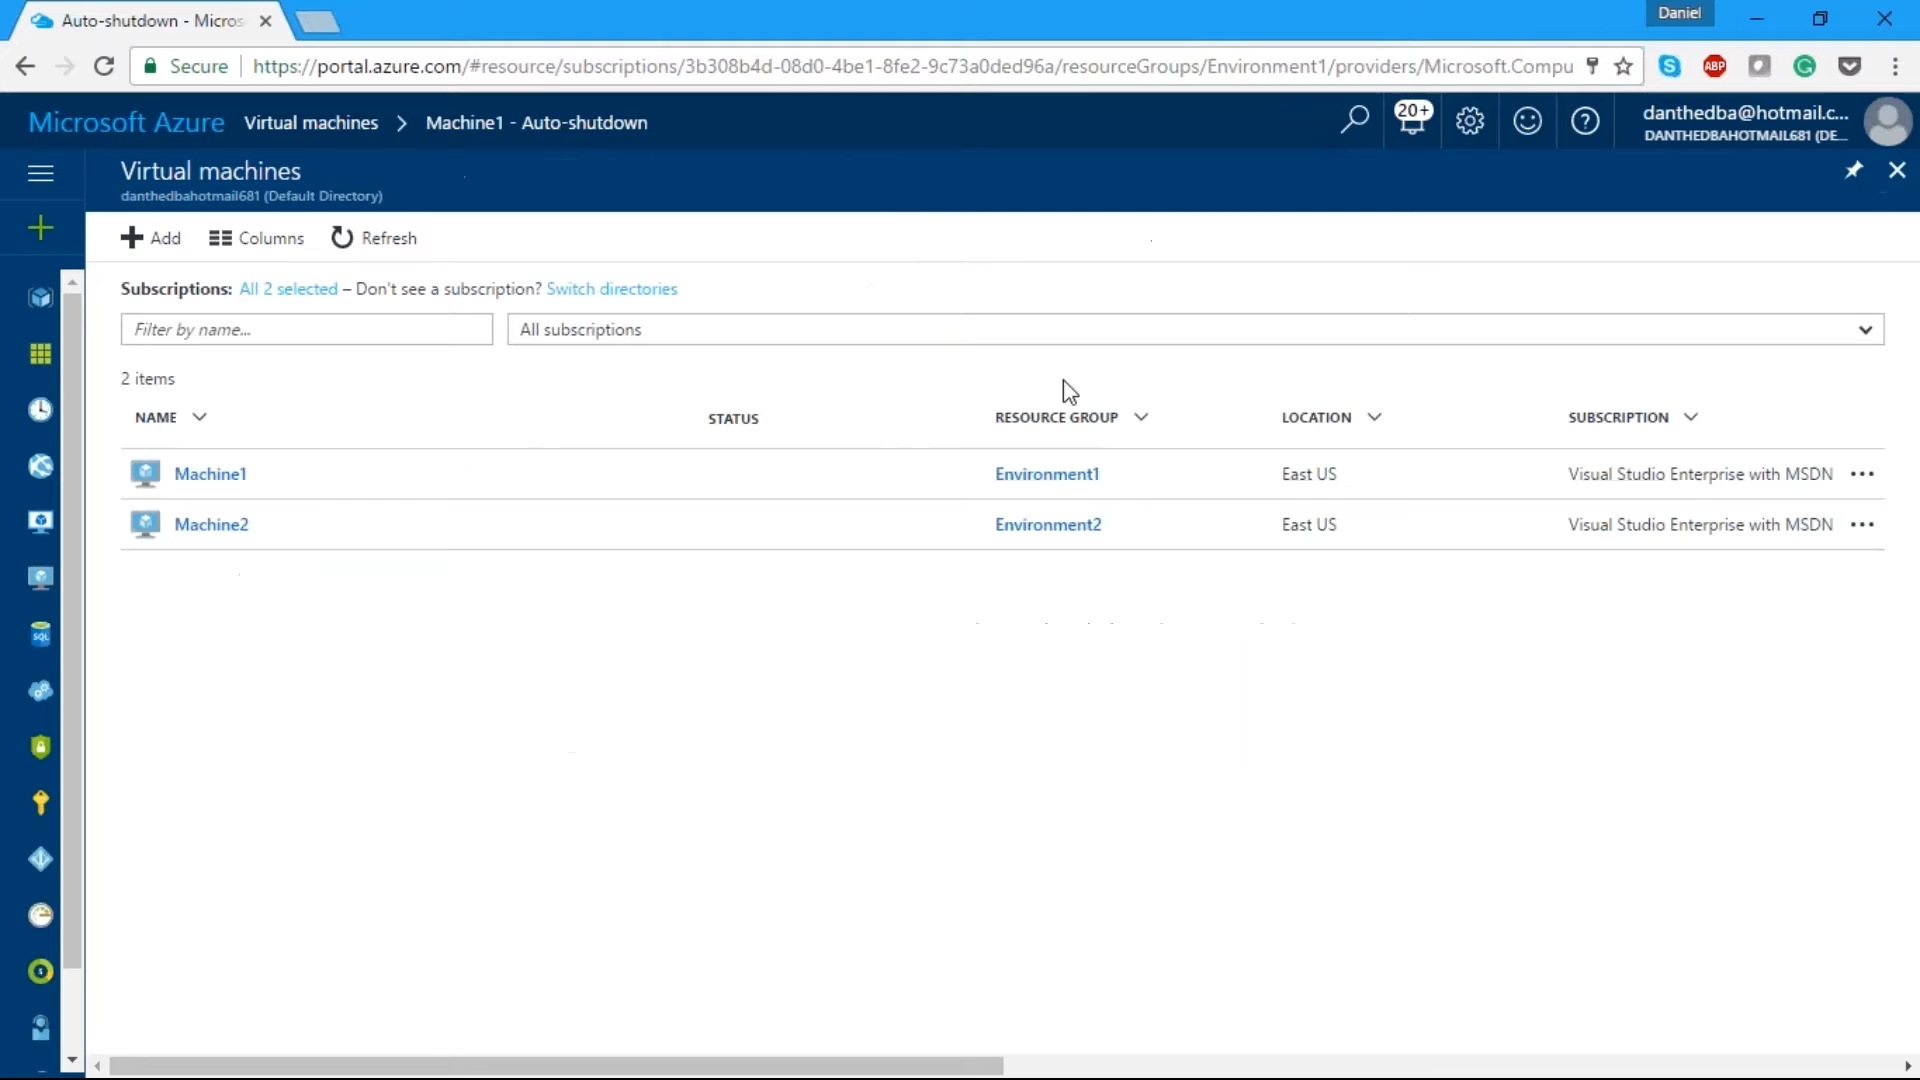 Auto-shutdown - Micros
Daniel
Secure
https://portal.azure.com/#resource/subscriptions/3b308b4d-08d0-4be1-8fe2-9c73a0ded96a/resourceGroups/Environment1/providers/Microsoft.Compu
ABP
Microsoft Azure Virtual machines > Machine1 - Auto-shutdown
20+
danthedba@hotmail.c...
DANTHEDBAHOTMAIL681 (DE...
Virtual machines
danthedbahotmail681 (Default Directory)
Add Columns Refresh
Subscriptions: All 2 selected – Don't see a subscription? Switch directories
Filter by name... All subscriptions
2 items
NAME STATUS RESOURCE GROUP LOCATION SUBSCRIPTION
Machine1 Environment1 East US Visual Studio Enterprise with MSDN ...
Machine2 Environment2 East US Visual Studio Enterprise with MSDN ...
SQL